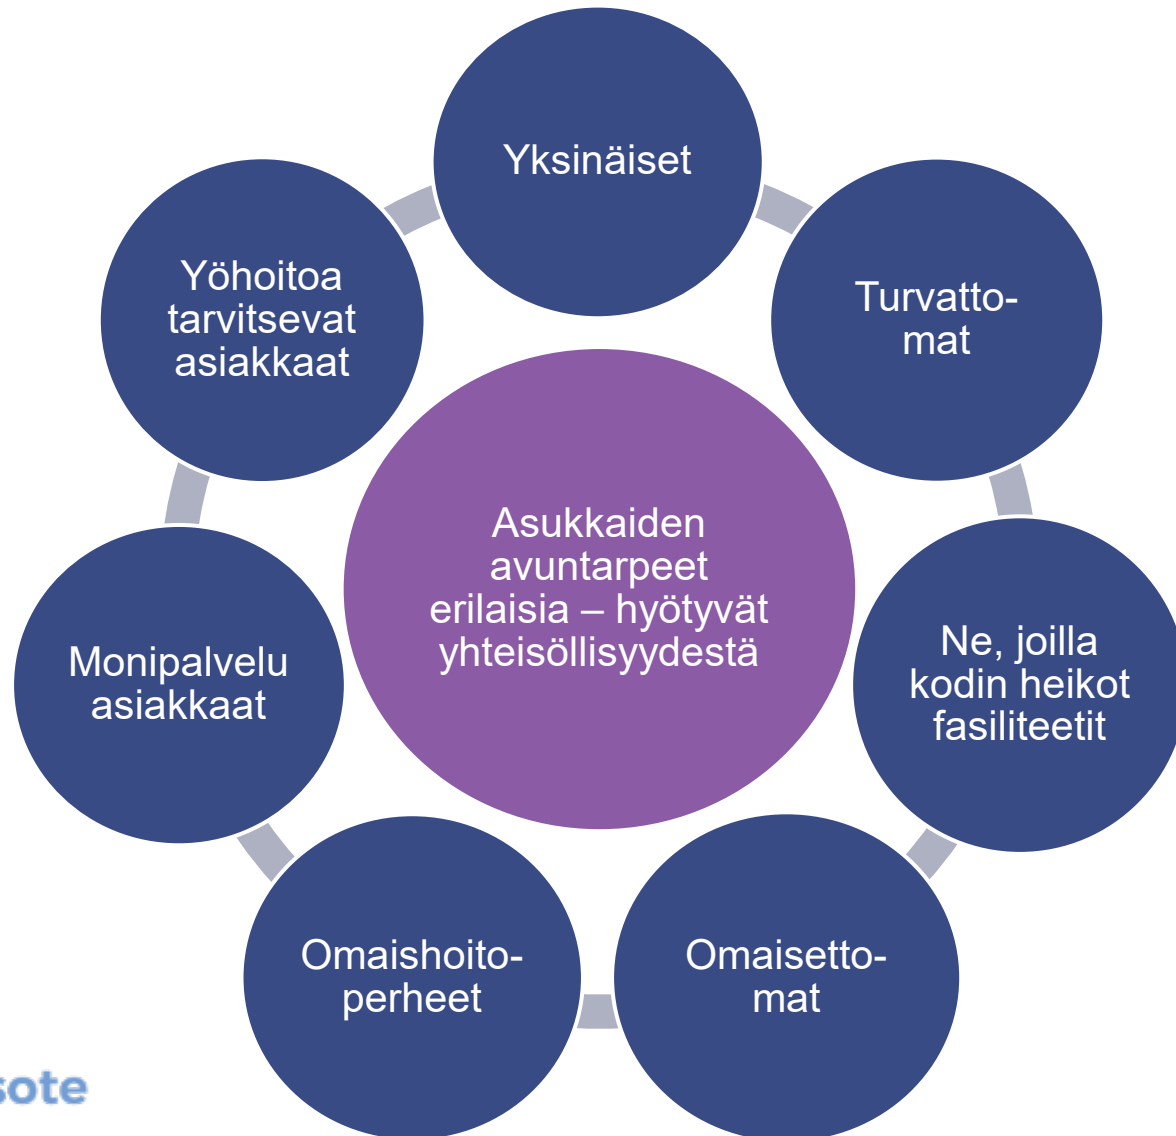 Yksinäiset
Turvatto-
mat
Ne, joilla
kodin heikot
fasiliteetit
Omaisetto-
mat
Omaishoito-
perheet
Monipalvelu
asiakkaat
Yöhoitoa
tarvitsevat
asiakkaat
Asukkaiden
avuntarpeet
erilaisia – hyötyvät
yhteisöllisyydestä
sote